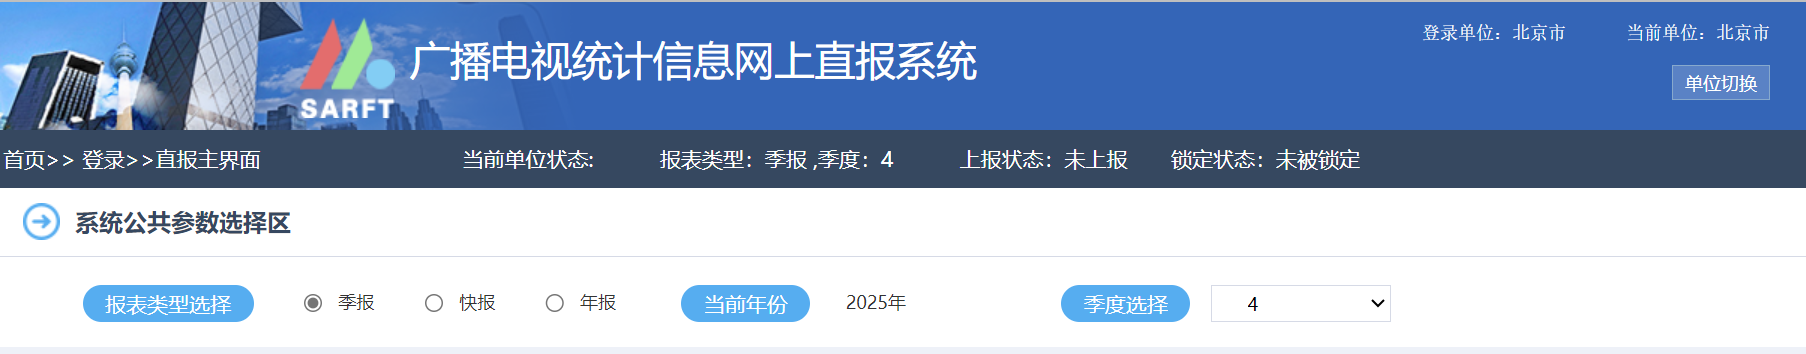 登录单位：北京市 当前单位：北京市
广播电视统计信息网上直报系统
SARFT
单位切换
首页>> 登录>>直报主界面 当前单位状态: 报表类型：季报 ,季度：4 上报状态：未上报 锁定状态：未被锁定
系统公共参数选择区
报表类型选择 季报 快报 年报 当前年份 2025年 季度选择 4